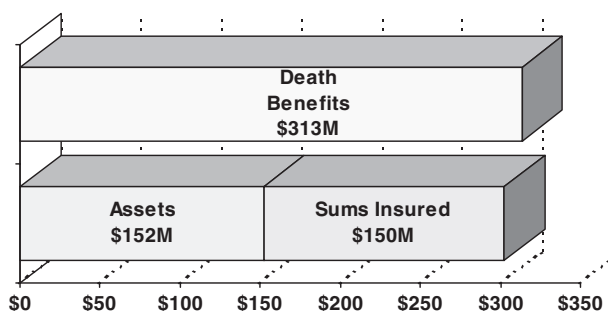 Death
Benefits
$313M
Assets
$152M
Sums Insured
$150M
$0 $50 $100 $150 $200 $250 $300 $350